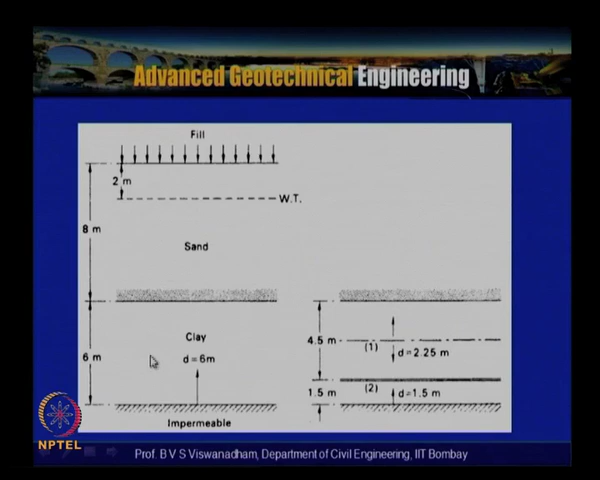 Advanced Geotechnical Engineering
Fill
2 m
W.T.
8 m
Sand
Clay
6 m
d=6m
Impermeable
4.5 m
(1)
d=2.25 m
1.5 m
(2)
d=1.5 m
NPTEL
Prof. B V S Viswanadham, Department of Civil Engineering, IIT Bombay